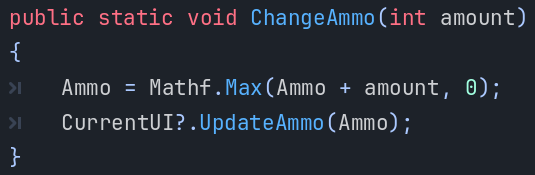 public static void ChangeAmmo(int amount)
{
Ammo = Mathf.Max(Ammo + amount, 0);
CurrentUI?.UpdateAmmo(Ammo);
}